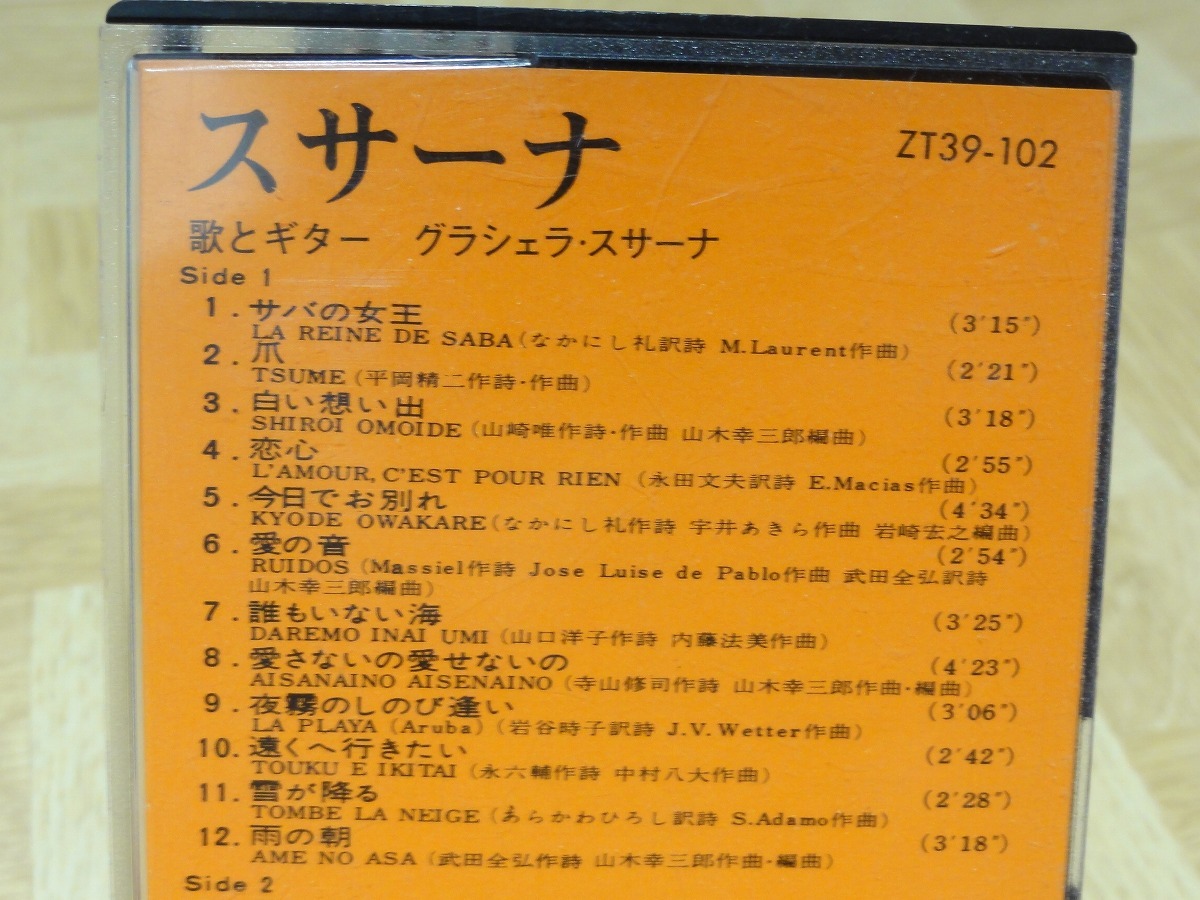 スサーナ
ZT39-102
歌とギター　グラシェラ・スサーナ
Side 1
1. サバの女王 (3'15")
LA REINE DE SABA(なかにし礼訳詩 M.Laurent作曲)
2. 爪 (2'21")
TSUME (平岡精二作詩・作曲)
3. 白い想い出 (3'18")
SHIROI OMOIDE (山崎唯作詩・作曲 山木幸三郎編曲)
4. 恋心 (2'55")
L'AMOUR, C'EST POUR RIEN (永田文夫訳詩 E.Macias作曲)
5. 今日でお別れ (4'34")
KYODE OWAKARE(なかにし礼作詩 宇井あきら作曲 岩崎宏之編曲)
6. 愛の音 (2'54")
RUIDOS (Massiel作詩 Jose Luise de Pablo作曲 武田全弘訳詩
山木幸三郎編曲)
7. 誰もいない海 (3'25")
DAREMO INAI UMI (山口洋子作詩 内藤法美作曲)
8. 愛さないの愛せないの (4'23")
AISANAINO AISENAINO (寺山修司作詩 山木幸三郎作曲・編曲)
9. 夜霧のしのび逢い (3'06")
LA PLAYA (Aruba) (岩谷時子訳詩 J.V.Wetter作曲)
10. 遠くへ行きたい (2'42")
TOUKU E IKITAI (永六輔作詩 中村八大作曲)
11. 雪が降る (2'28")
TOMBE LA NEIGE (あらかわひろし訳詩 S.Adamo作曲)
12. 雨の朝 (3'18")
AME NO ASA (武田全弘作詩 山木幸三郎作曲・編曲)
Side 2